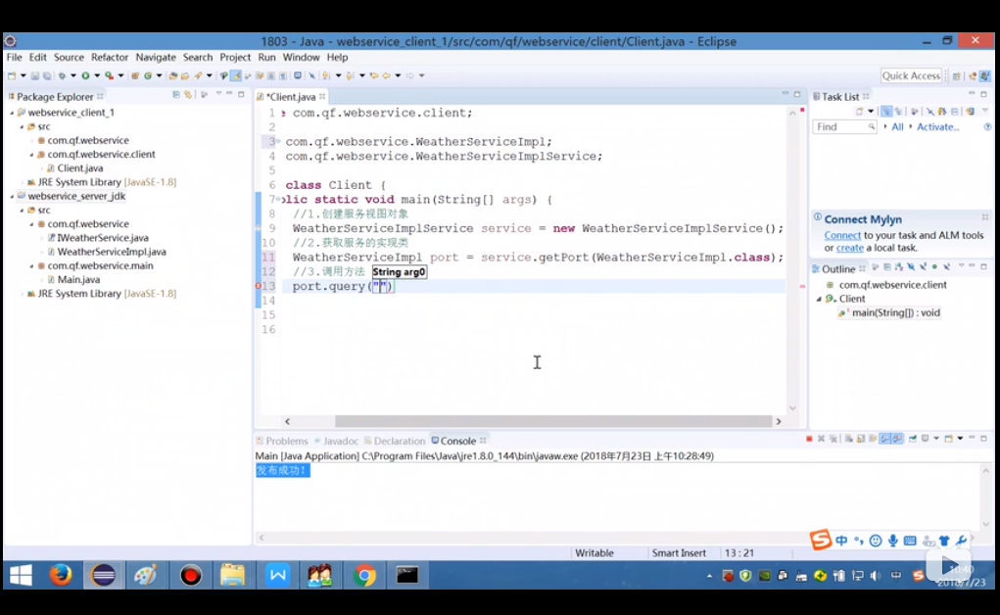 1803 - Java - webservice_client_1/src/com/qf/webservice/client/Client.java - Eclipse
File Edit Source Refactor Navigate Search Project Run Window Help
Quick Access
Package Explorer
webservice_client_1
src
com.qf.webservice
com.qf.webservice.client
Client.java
JRE System Library [JavaSE-1.8]
webservice_server_jdk
src
com.qf.webservice
IWeatherService.java
WeatherServiceImpl.java
com.qf.webservice.main
Main.java
JRE System Library [JavaSE-1.8]
*Client.java
1 com.qf.webservice.client;
2
3 com.qf.webservice.WeatherServiceImpl;
4 com.qf.webservice.WeatherServiceImplService;
5
6 class Client {
7 blic static void main(String[] args) {
8 //1.创建服务视图对象
9 WeatherServiceImplService service = new WeatherServiceImplService();
10 //2.获取服务的实现类
11 WeatherServiceImpl port = service.getPort(WeatherServiceImpl.class);
12 //3.调用方法 String arg0
13 port.query("")
14
15
16
Task List
Find All Activate...
Connect Mylyn
Connect to your task and ALM tools
or create a local task.
Outline
com.qf.webservice.client
Client
main(String[]) : void
Problems Javadoc Declaration Console
Main [Java Application] C:\Program Files\Java\jre1.8.0_144\bin\javaw.exe (2018年7月23日 上午10:28:49)
发布成功!
Writable Smart Insert 13 : 21
中
中
10:40
2018/7/23